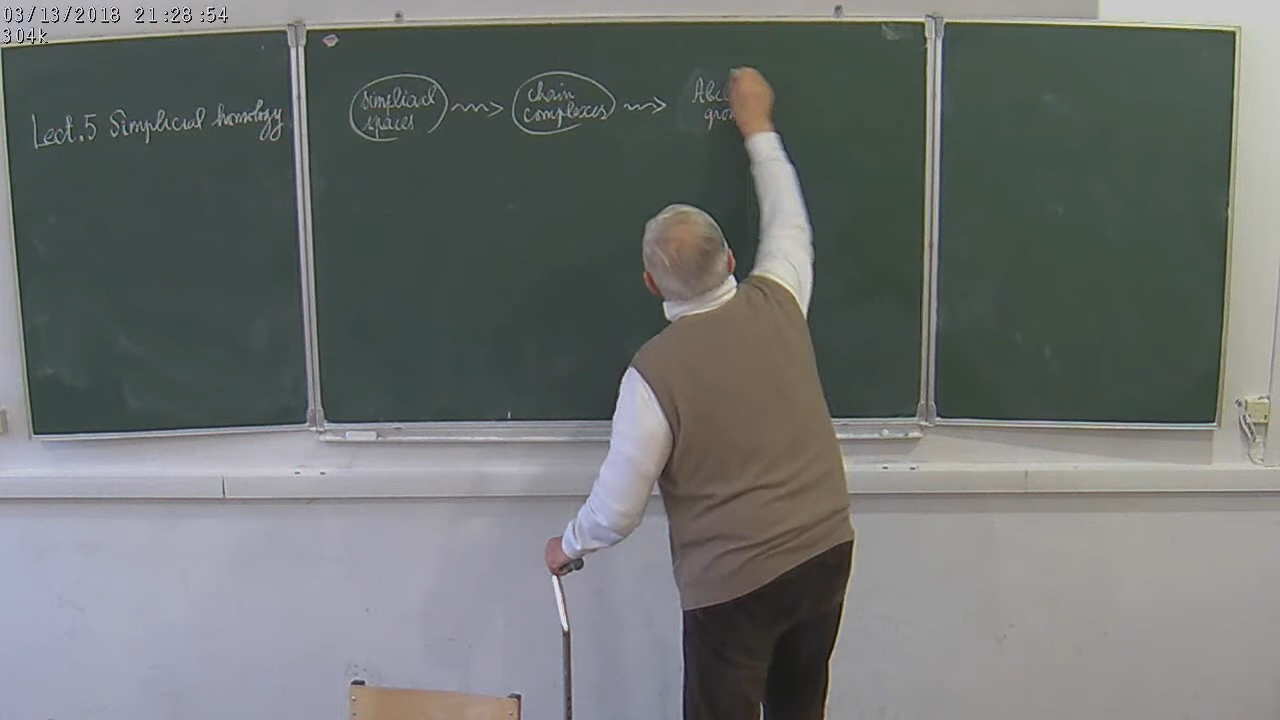 03/13/2018 21:28:54
304k
Lect.5 Simplicial homology
simplicial
spaces
chain
complexes